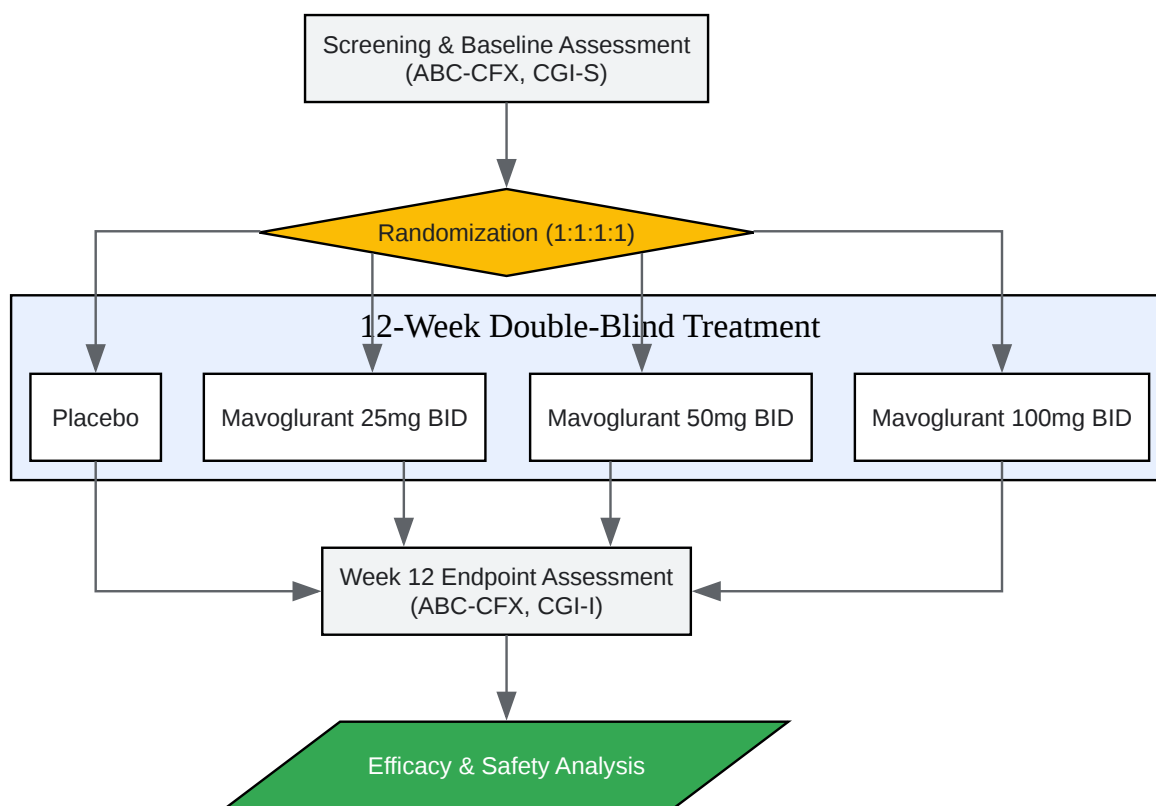 Screening & Baseline Assessment
(ABC-CFX, CGI-S)
Randomization (1:1:1:1)
12-Week Double-Blind Treatment
Placebo
Mavoglurant 25mg BID
Mavoglurant 50mg BID
Mavoglurant 100mg BID
Week 12 Endpoint Assessment
(ABC-CFX, CGI-I)
Efficacy & Safety Analysis